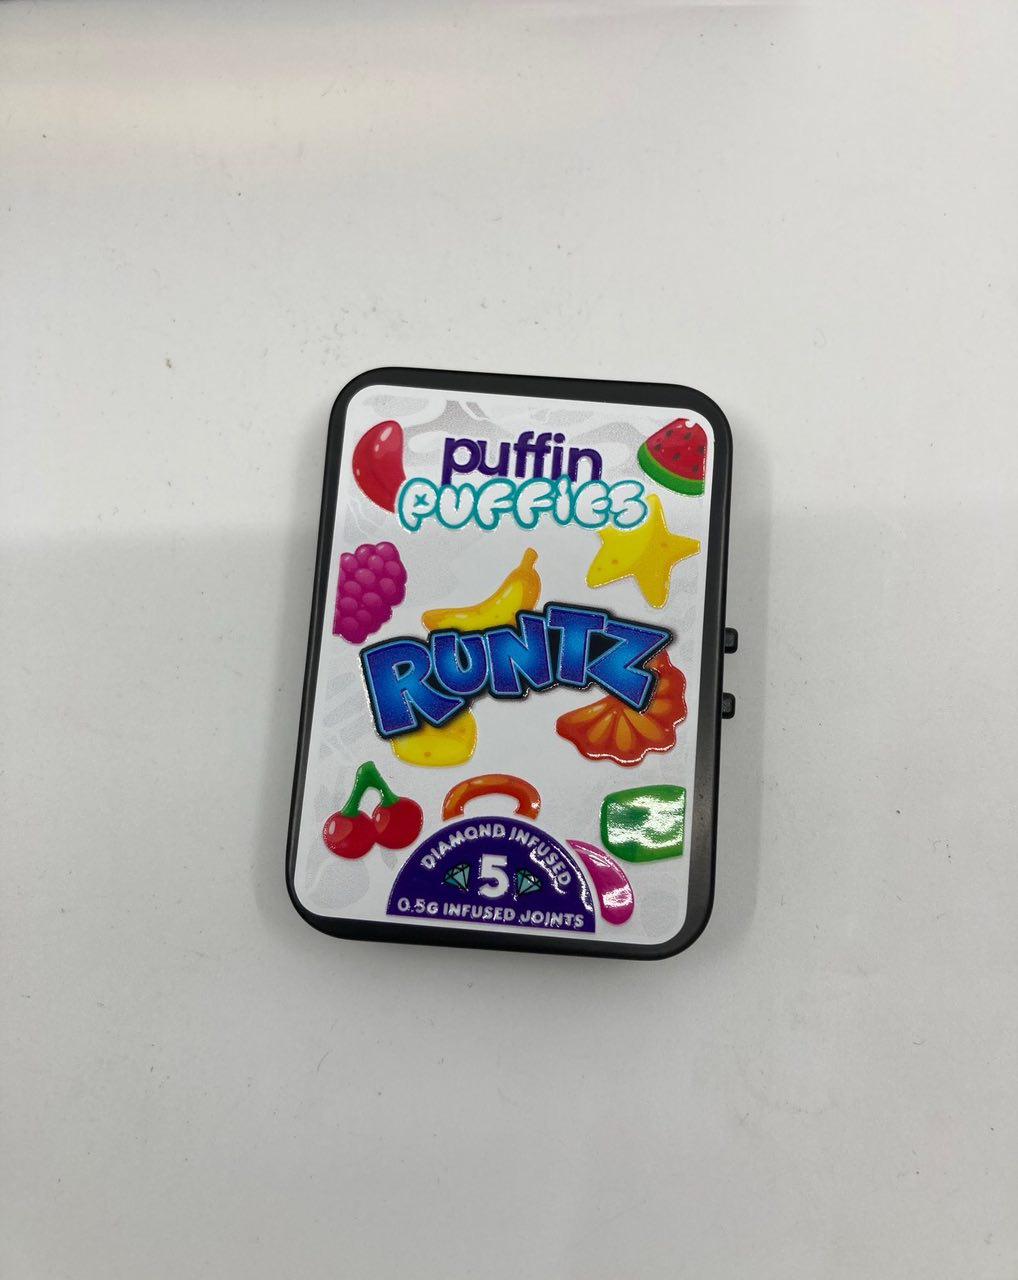 puffin
PUFFIES
RUNTZ
DIAMOND INFUSED
5
0.5G INFUSED JOINTS